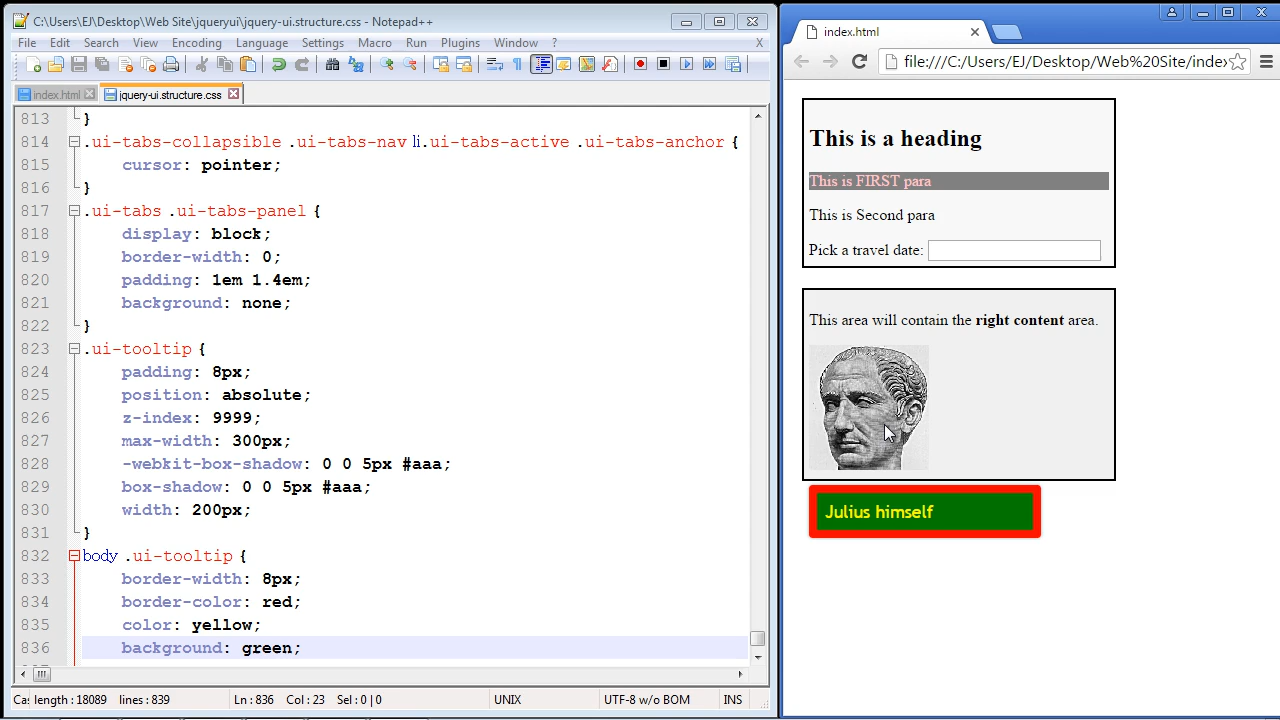 C:\Users\EJ\Desktop\Web Site\jqueryui\jquery-ui.structure.css - Notepad++
File Edit Search View Encoding Language Settings Macro Run Plugins Window ? X
index.html
jquery-ui.structure.css
813 }
814 .ui-tabs-collapsible .ui-tabs-nav li.ui-tabs-active .ui-tabs-anchor {
815 cursor: pointer;
816 }
817 .ui-tabs .ui-tabs-panel {
818 display: block;
819 border-width: 0;
820 padding: 1em 1.4em;
821 background: none;
822 }
823 .ui-tooltip {
824 padding: 8px;
825 position: absolute;
826 z-index: 9999;
827 max-width: 300px;
828 -webkit-box-shadow: 0 0 5px #aaa;
829 box-shadow: 0 0 5px #aaa;
830 width: 200px;
831 }
832 body .ui-tooltip {
833 border-width: 8px;
834 border-color: red;
835 color: yellow;
836 background: green;
Cas length : 18089 lines : 839 Ln : 836 Col : 23 Sel : 0 | 0 UNIX UTF-8 w/o BOM INS
index.html
file:///C:/Users/EJ/Desktop/Web%20Site/index
This is a heading
This is FIRST para
This is Second para
Pick a travel date:
This area will contain the right content area.
Julius himself